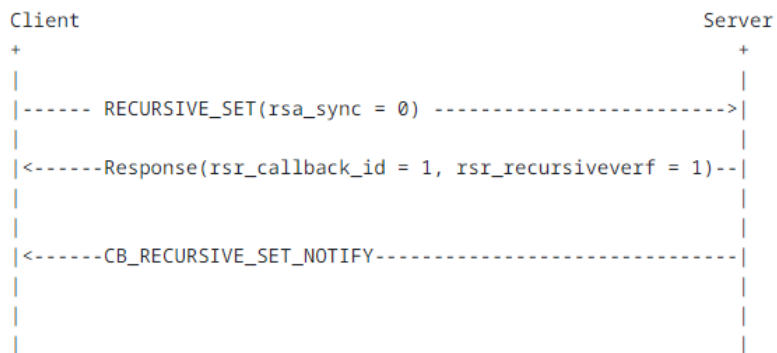 Client                                                                Server
+                                                                         +
|                                                                         |
|------ RECURSIVE_SET(rsa_sync = 0) ------------------------->|
|                                                                         |
|<------Response(rsr_callback_id = 1, rsr_recursiveverf = 1)--|
|                                                                         |
|                                                                         |
|<------CB_RECURSIVE_SET_NOTIFY-------------------------------|
|                                                                         |
|                                                                         |
|                                                                         |